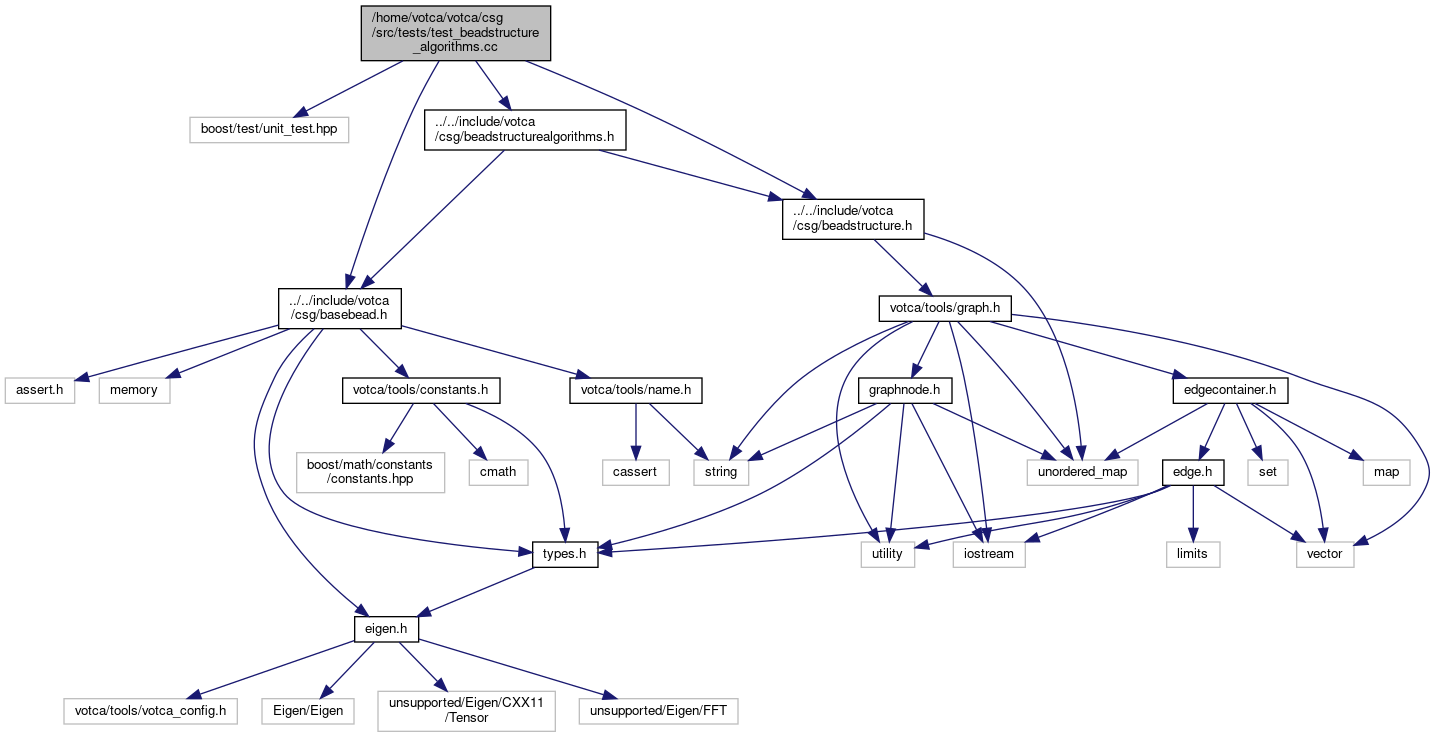 /home/votca/votca/csg
/src/tests/test_beadstructure
_algorithms.cc
boost/test/unit_test.hpp
../../include/votca
/csg/beadstructurealgorithms.h
../../include/votca
/csg/beadstructure.h
../../include/votca
/csg/basebead.h
votca/tools/graph.h
assert.h
memory
votca/tools/constants.h
votca/tools/name.h
graphnode.h
edgecontainer.h
boost/math/constants
/constants.hpp
cmath
cassert
string
unordered_map
edge.h
set
map
types.h
utility
iostream
limits
vector
eigen.h
votca/tools/votca_config.h
Eigen/Eigen
unsupported/Eigen/CXX11
/Tensor
unsupported/Eigen/FFT